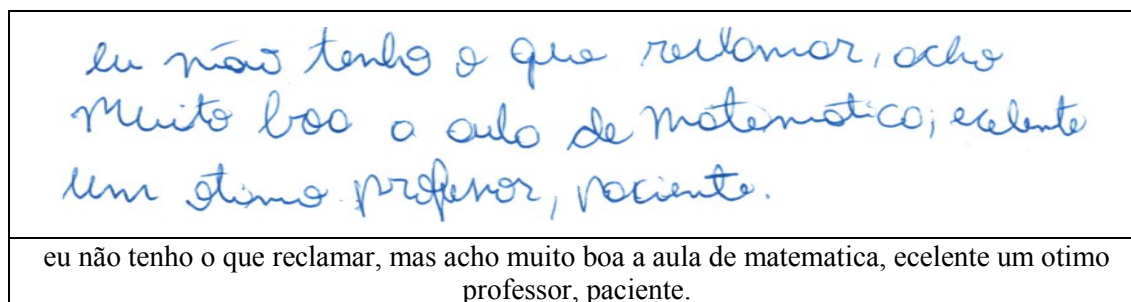 eu não tenho o que reclamar, acho
muito boa a aula de matematica; ecelente
um otimo professor, paciente.
eu não tenho o que reclamar, mas acho muito boa a aula de matematica, ecelente um otimo
professor, paciente.